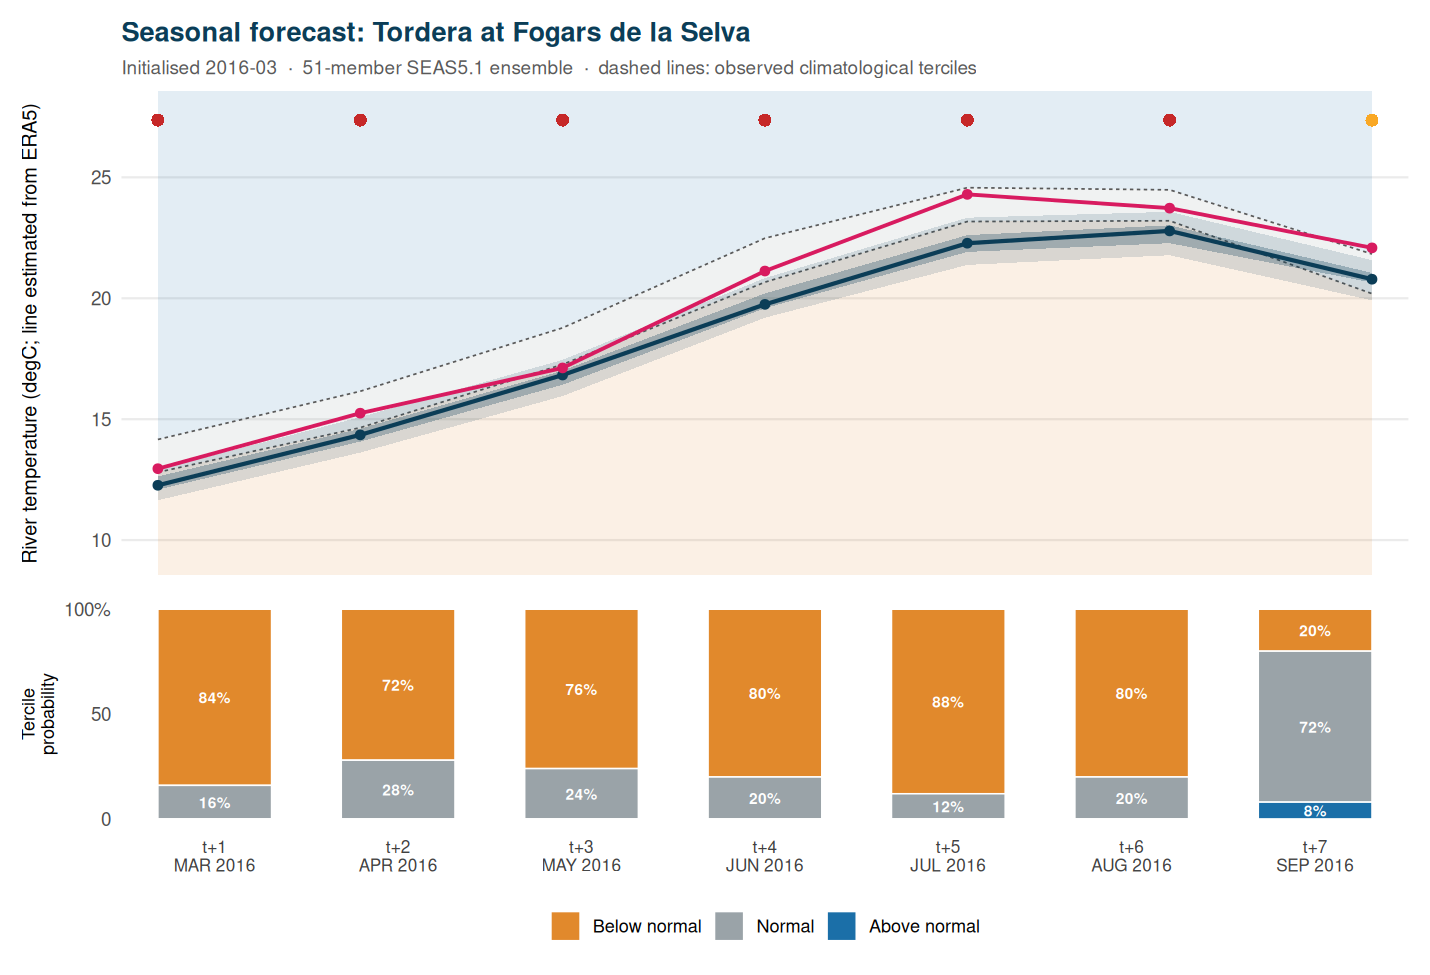 Seasonal forecast: Tordera at Fogars de la Selva
Initialised 2016-03 · 51-member SEAS5.1 ensemble · dashed lines: observed climatological terciles
River temperature (degC; line estimated from ERA5)
25
20
15
10
Tercile
probability
100%
50
0
84%
16%
72%
28%
76%
24%
80%
20%
88%
12%
80%
20%
20%
72%
8%
t+1
MAR 2016
t+2
APR 2016
t+3
MAY 2016
t+4
JUN 2016
t+5
JUL 2016
t+6
AUG 2016
t+7
SEP 2016
Below normal
Normal
Above normal